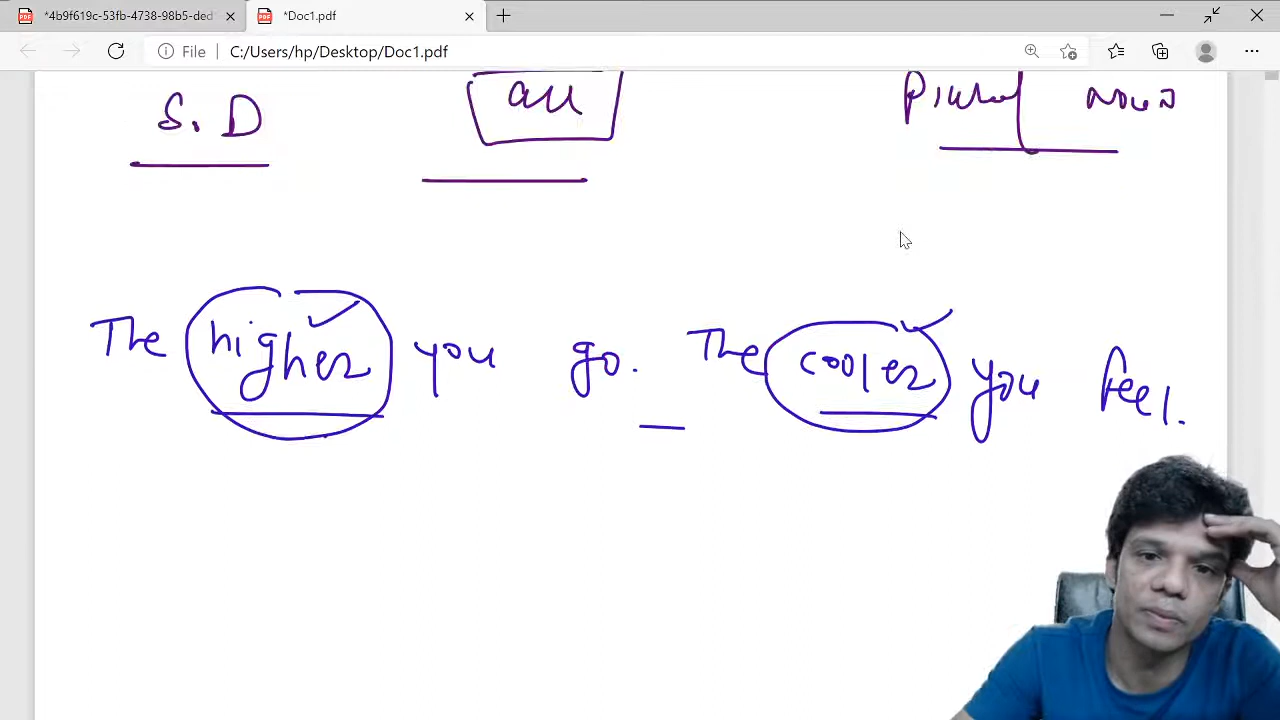 *4b9f619c-53fb-4738-98b5-ded
*Doc1.pdf
File C:/Users/hp/Desktop/Doc1.pdf
S. D all noun
The higher you go. The cooler you feel.